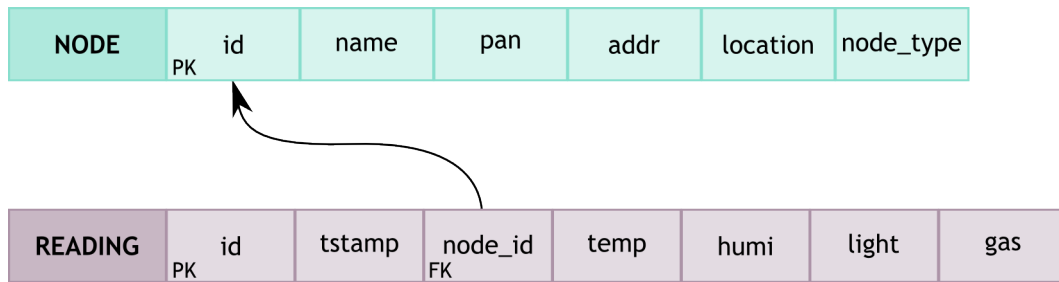 NODE id name pan addr location node_type
PK
READING id tstamp node_id temp humi light gas
PK FK